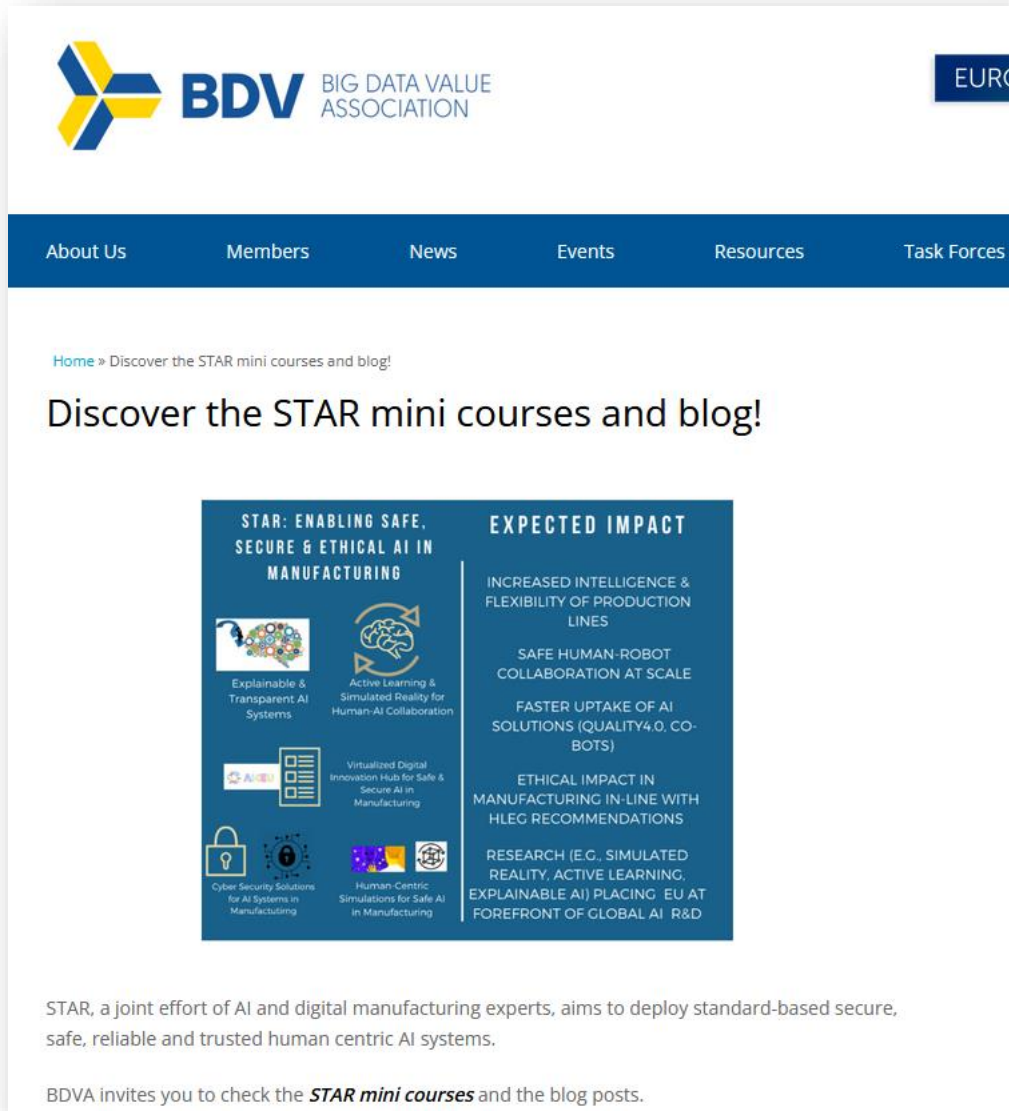 BDV BIG DATA VALUE
ASSOCIATION
EURO
About Us Members News Events Resources Task Forces
Home » Discover the STAR mini courses and blog!
Discover the STAR mini courses and blog!
STAR: ENABLING SAFE,
SECURE & ETHICAL AI IN
MANUFACTURING
Explainable &
Transparent AI
Systems
Active Learning &
Simulated Reality for
Human-AI Collaboration
Virtualized Digital
Innovation Hub for Safe &
Secure AI in
Manufacturing
Cyber Security Solutions
for AI Systems in
Manufactutirng
Human-Centric
Simulations for Safe AI
in Manufacturing
EXPECTED IMPACT
INCREASED INTELLIGENCE &
FLEXIBILITY OF PRODUCTION
LINES
SAFE HUMAN-ROBOT
COLLABORATION AT SCALE
FASTER UPTAKE OF AI
SOLUTIONS (QUALITY4.0, CO-
BOTS)
ETHICAL IMPACT IN
MANUFACTURING IN-LINE WITH
HLEG RECOMMENDATIONS
RESEARCH (E.G., SIMULATED
REALITY, ACTIVE LEARNING,
EXPLAINABLE AI) PLACING EU AT
FOREFRONT OF GLOBAL AI R&D
STAR, a joint effort of AI and digital manufacturing experts, aims to deploy standard-based secure,
safe, reliable and trusted human centric AI systems.
BDVA invites you to check the STAR mini courses and the blog posts.